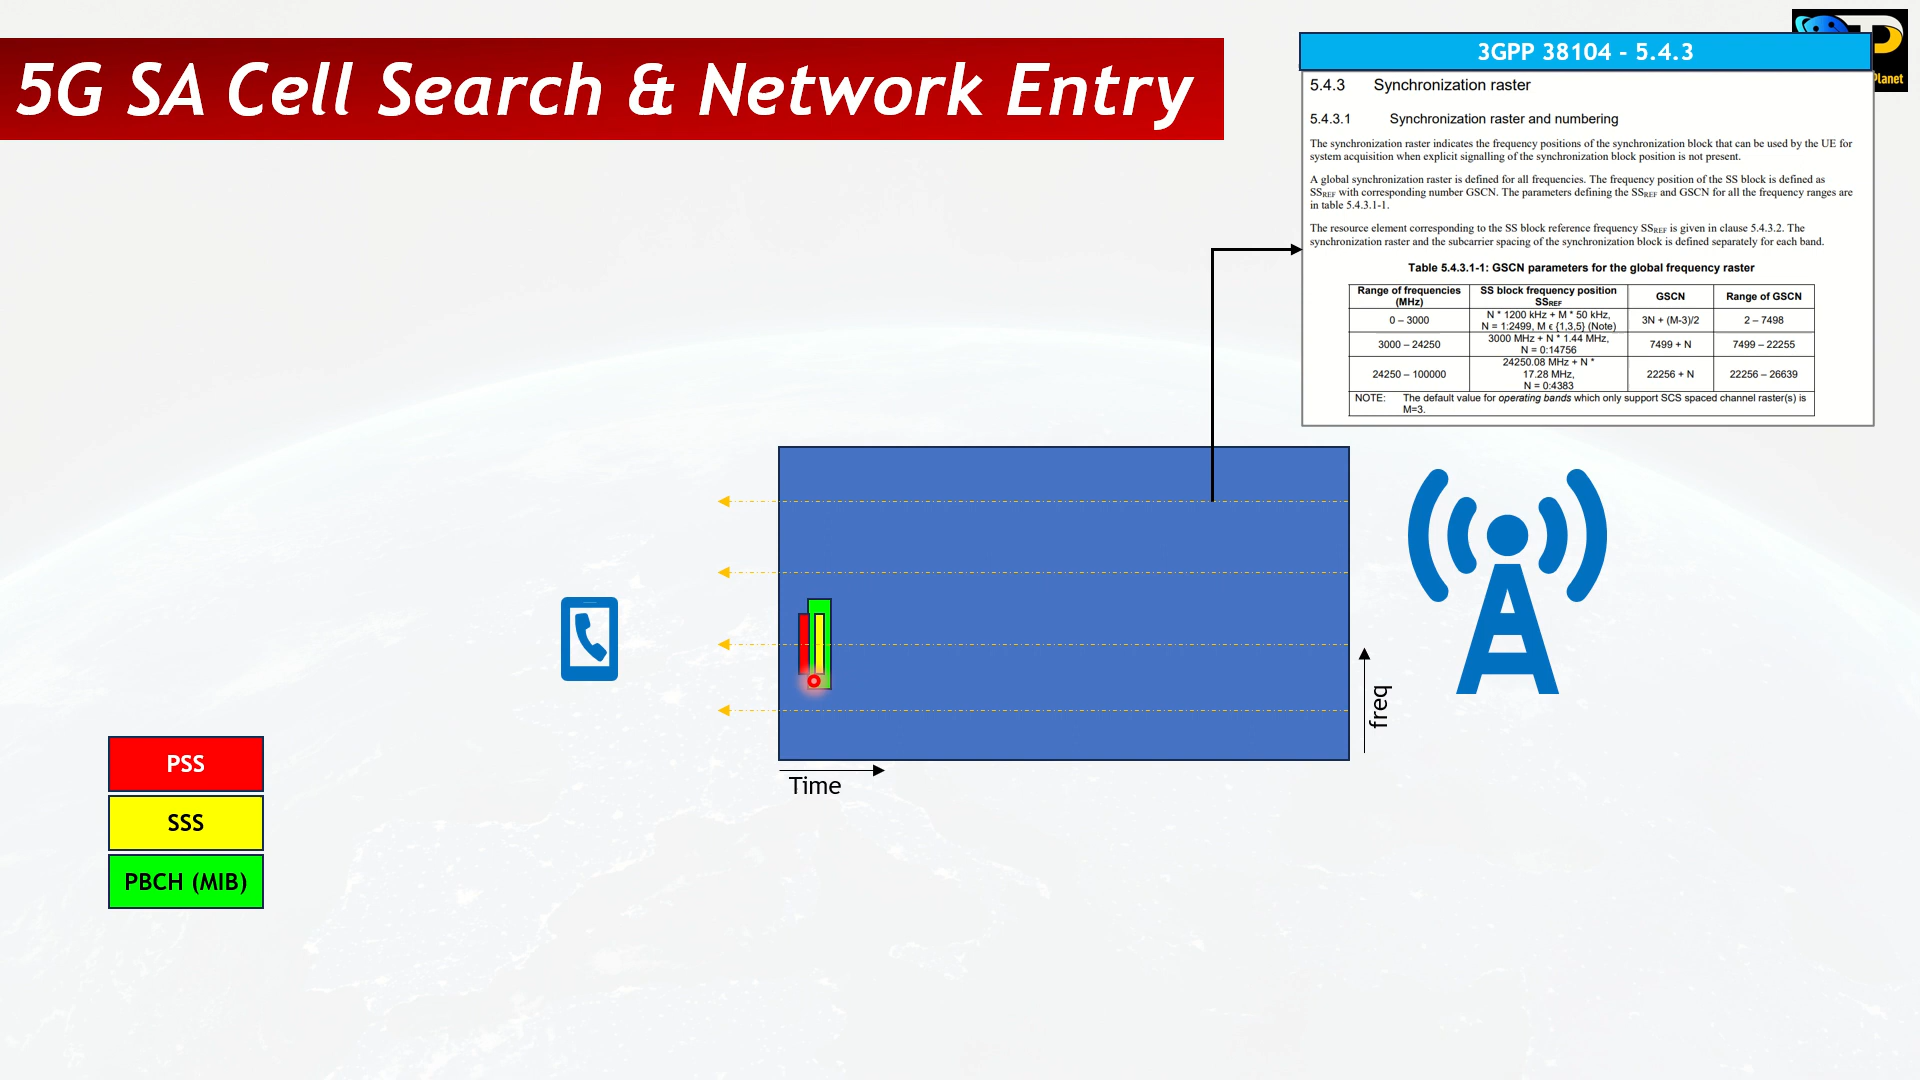 5G SA Cell Search & Network Entry
Planet
3GPP 38104 - 5.4.3
5.4.3 Synchronization raster
5.4.3.1 Synchronization raster and numbering
The synchronization raster indicates the frequency positions of the synchronization block that can be used by the UE for
system acquisition when explicit signalling of the synchronization block position is not present.
A global synchronization raster is defined for all frequencies. The frequency position of the SS block is defined as
SSREF with corresponding number GSCN. The parameters defining the SSREF and GSCN for all the frequency ranges are
in table 5.4.3.1-1.
The resource element corresponding to the SS block reference frequency SSREF is given in clause 5.4.3.2. The
synchronization raster and the subcarrier spacing of the synchronization block is defined separately for each band.
Table 5.4.3.1-1: GSCN parameters for the global frequency raster
Range of frequencies (MHz) SS block frequency position SSREF GSCN Range of GSCN
0 – 3000 N * 1200 kHz + M * 50 kHz, N = 1:2499, M ϵ {1,3,5} (Note) 3N + (M-3)/2 2 – 7498
3000 – 24250 3000 MHz + N * 1.44 MHz, N = 0:14756 7499 + N 7499 – 22255
24250 – 100000 24250.08 MHz + N * 17.28 MHz, N = 0:4383 22256 + N 22256 – 26639
NOTE: The default value for operating bands which only support SCS spaced channel raster(s) is
M=3.
freq
Time
PSS
SSS
PBCH (MIB)